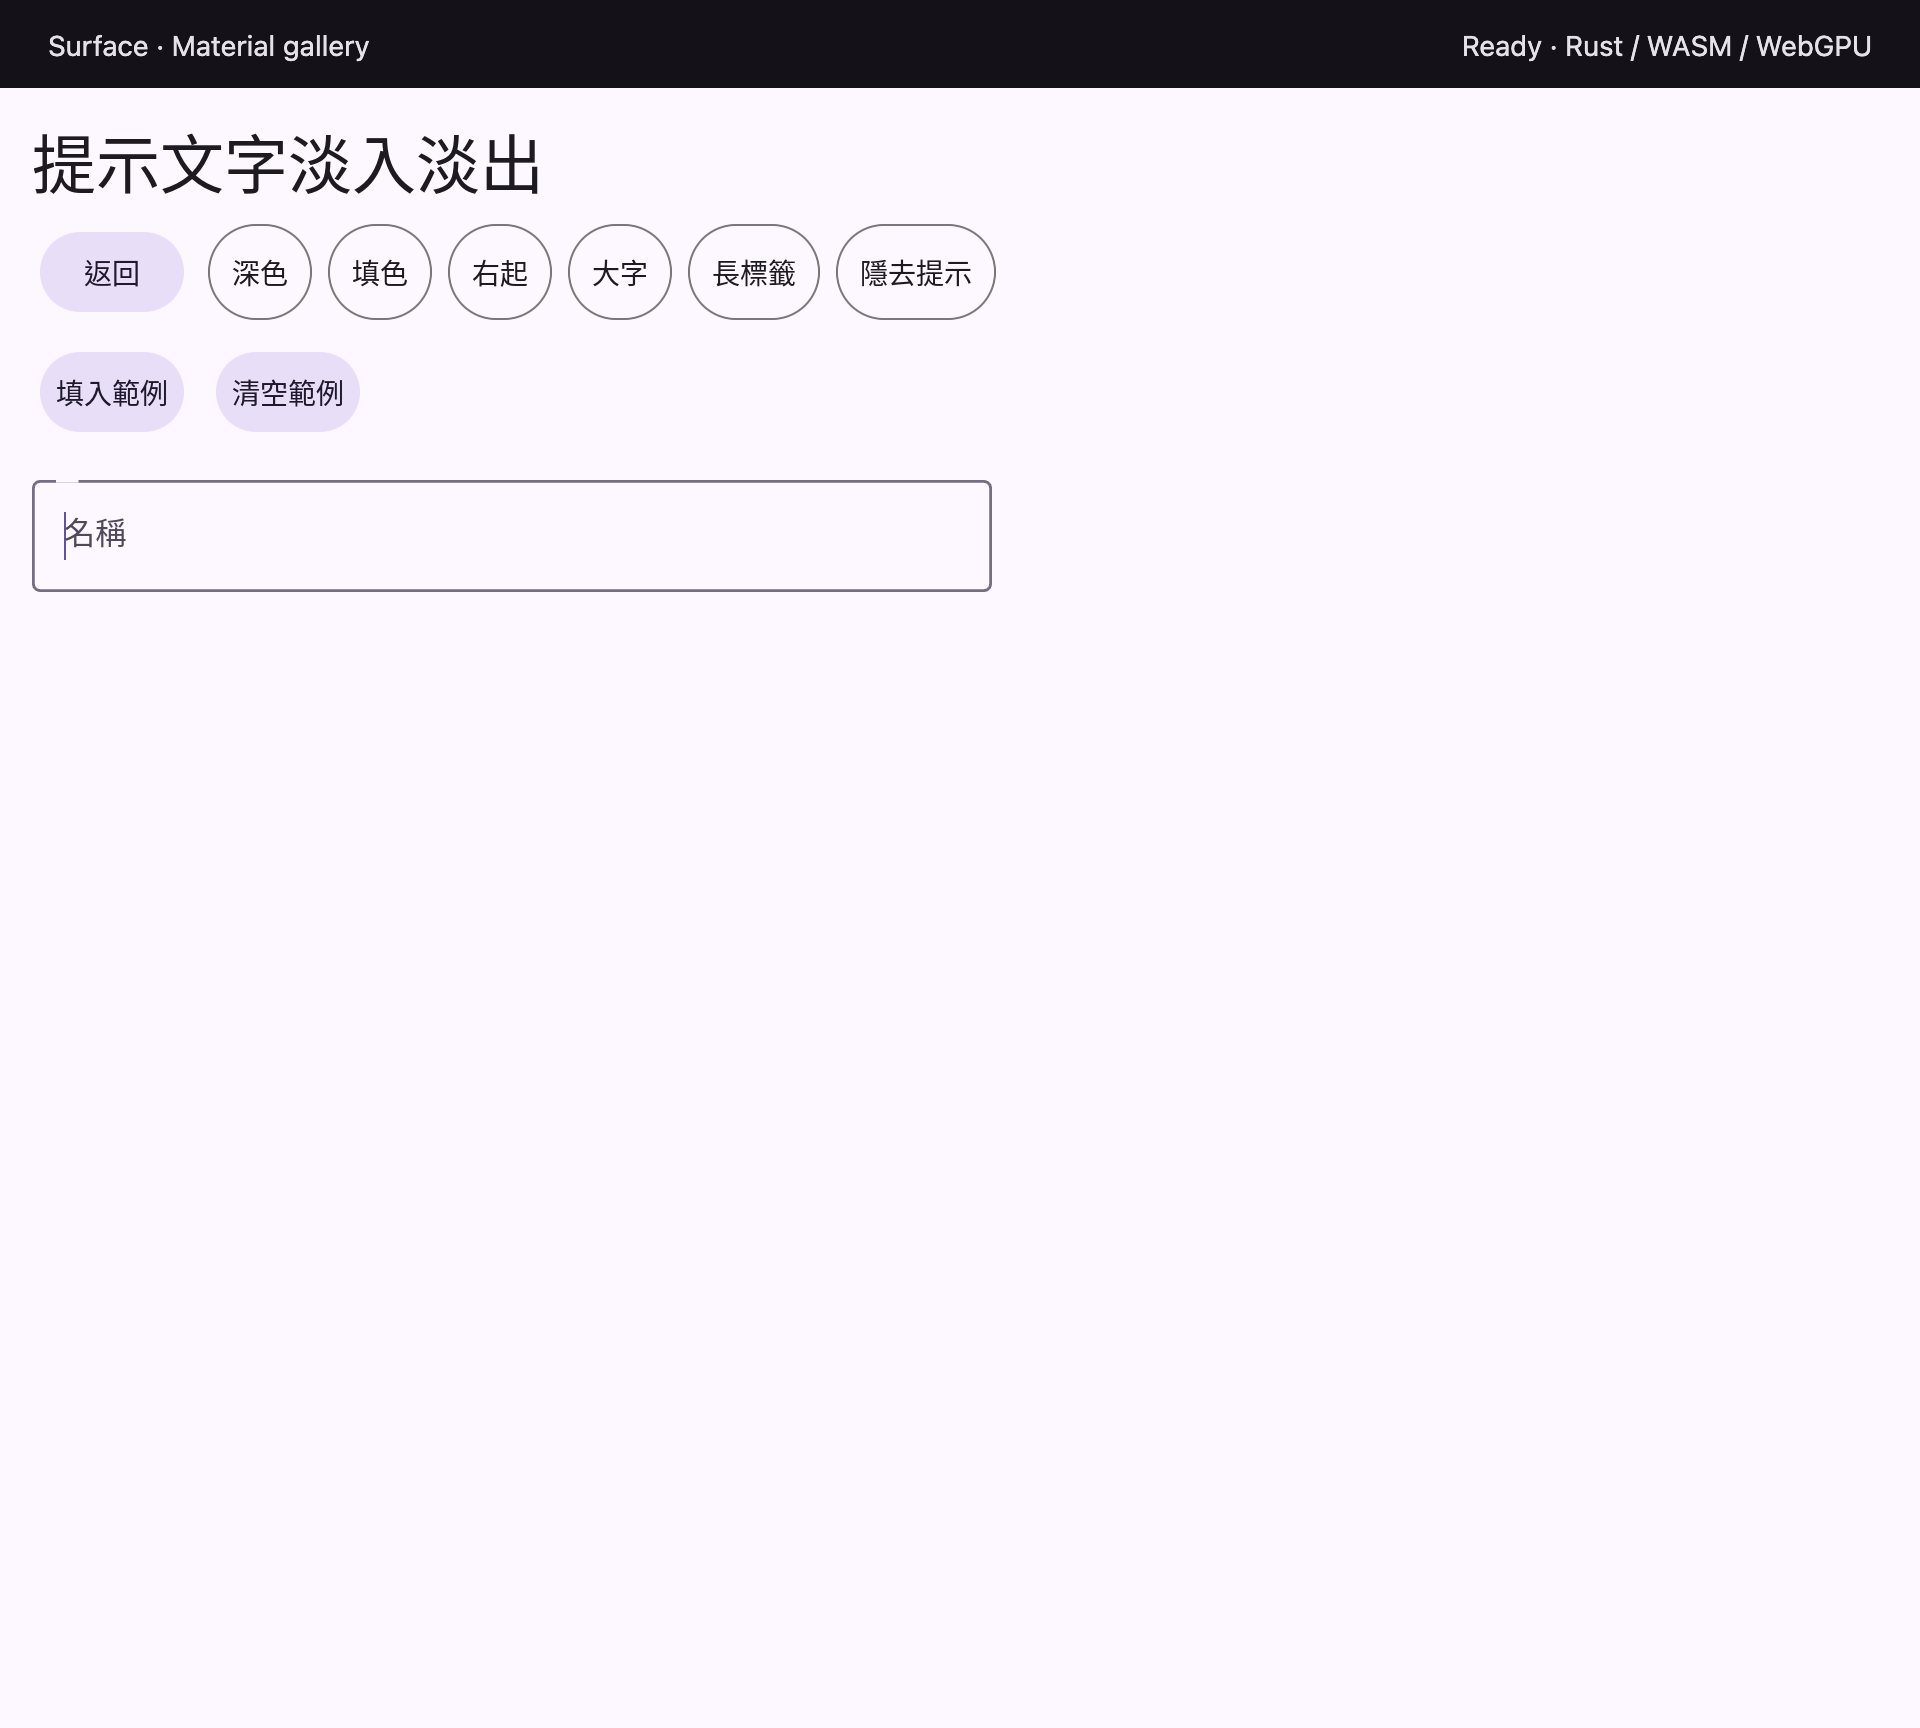 Surface · Material gallery
Ready · Rust / WASM / WebGPU
提示文字淡入淡出
返回 深色 填色 右起 大字 長標籤 隱去提示
填入範例 清空範例
名稱